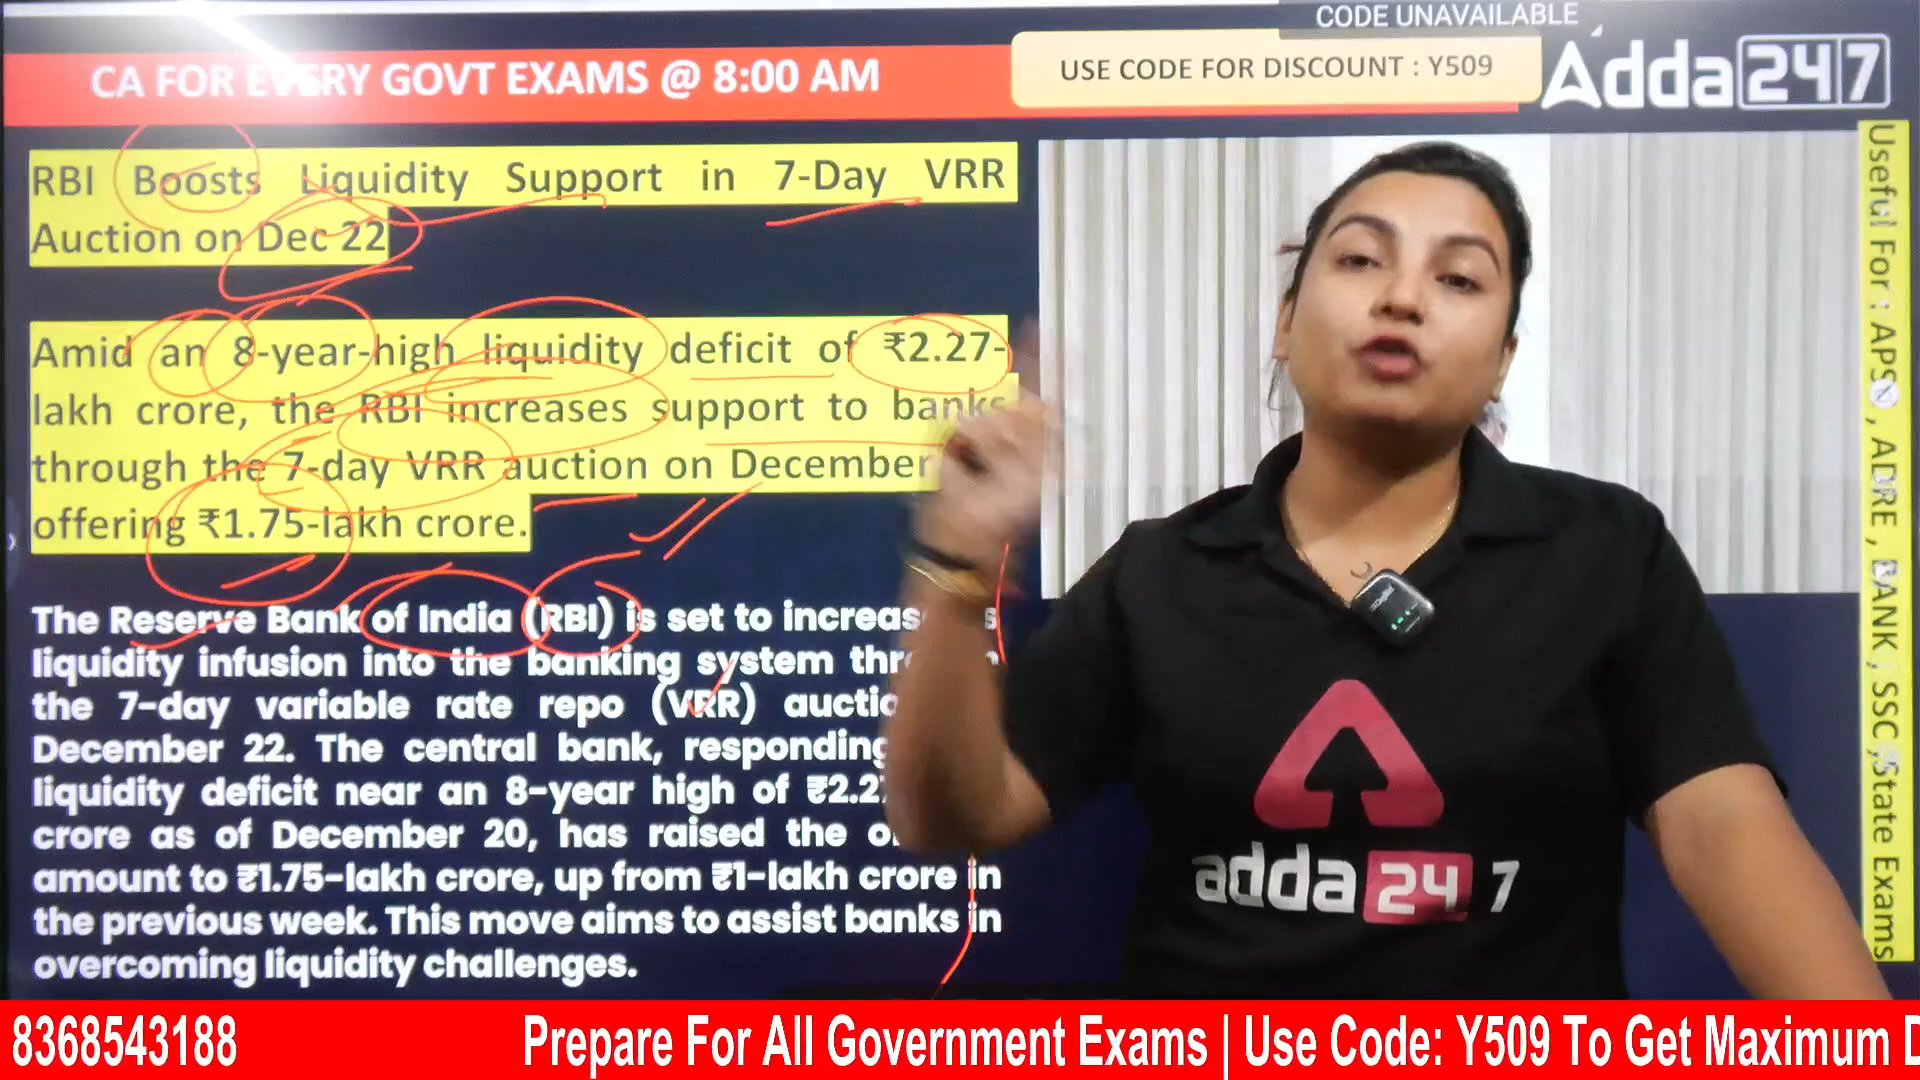 CODE UNAVAILABLE
CA FOR EVERY GOVT EXAMS @ 8:00 AM
USE CODE FOR DISCOUNT : Y509
Adda247
RBI Boosts Liquidity Support in 7-Day VRR
Auction on Dec 22
Amid an 8-year-high liquidity deficit of ₹2.27-
lakh crore, the RBI increases support to banks
through the 7-day VRR auction on December
offering ₹1.75-lakh crore.
The Reserve Bank of India (RBI) is set to
liquidity infusion into the banking system
the 7-day variable rate repo (VRR)
December 22. The central bank, responding
liquidity deficit near an 8-year high of
crore as of December 20, has raised the
amount to ₹1.75-lakh crore, up from ₹1-lakh crore in
the previous week. This move aims to assist banks in
overcoming liquidity challenges.
Useful For : APSC, ADRE , BANK , SSC, State Exams
adda247
8368543188
Prepare For All Government Exams | Use Code: Y509 To Get Maximum